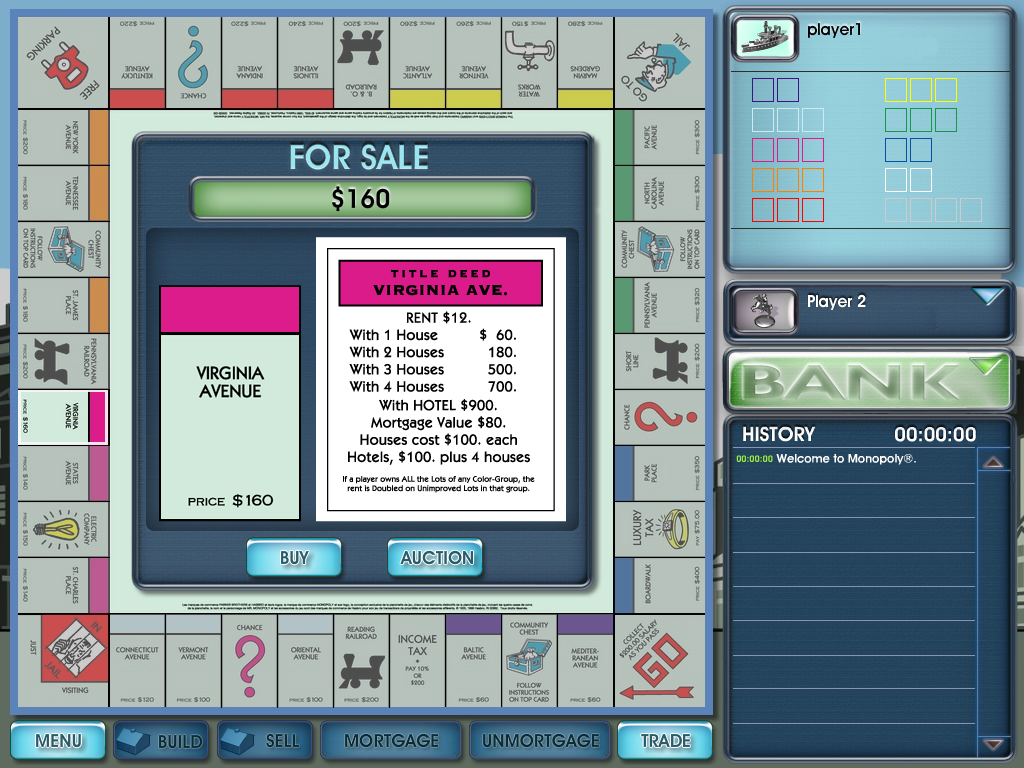 PRICE $220
KENTUCKY
AVENUE
CHANCE
PRICE $220
INDIANA
AVENUE
PRICE $240
ILLINOIS
AVENUE
PRICE $200
B. & O.
RAILROAD
ATLANTIC
AVENUE
VENTNOR
AVENUE
PRICE $150
WATER
WORKS
PRICE $280
MARVIN
GARDENS
FREE
PARKING
GO TO
JAIL
NEW YORK
AVENUE
PRICE $200
TENNESSEE
AVENUE
PRICE $180
COMMUNITY
CHEST
FOLLOW
INSTRUCTIONS
ON TOP CARD
ST. JAMES
PLACE
PRICE $180
PENNSYLVANIA
RAILROAD
PRICE $200
VIRGINIA
AVENUE
PRICE $160
STATES
AVENUE
PRICE $140
ELECTRIC
COMPANY
PRICE $150
ST. CHARLES
PLACE
PRICE $140
FOR SALE
$160
VIRGINIA
AVENUE
PRICE $160
TITLE DEED
VIRGINIA AVE.
RENT $12.
With 1 House $ 60.
With 2 Houses 180.
With 3 Houses 500.
With 4 Houses 700.
With HOTEL $900.
Mortgage Value $80.
Houses cost $100. each
Hotels, $100. plus 4 houses
If a player owns ALL the Lots of any Color-Group, the
rent is Doubled on Unimproved Lots in that group.
BUY
AUCTION
PACIFIC
AVENUE
PRICE $300
NORTH
CAROLINA
AVENUE
PRICE $300
COMMUNITY
CHEST
FOLLOW
INSTRUCTIONS
ON TOP CARD
PENNSYLVANIA
AVENUE
PRICE $320
SHORT
LINE
PRICE $200
CHANCE
PARK
PLACE
PRICE $350
LUXURY
TAX
PAY $75.00
BOARDWALK
PRICE $400
JUST
VISITING
IN
JAIL
CONNECTICUT
AVENUE
PRICE $120
VERMONT
AVENUE
PRICE $100
CHANCE
ORIENTAL
AVENUE
PRICE $100
READING
RAILROAD
PRICE $200
INCOME
TAX
PAY 10%
OR
$200
BALTIC
AVENUE
PRICE $60
COMMUNITY
CHEST
FOLLOW
INSTRUCTIONS
ON TOP CARD
MEDITER-
RANEAN
AVENUE
PRICE $60
COLLECT
$200.00 SALARY
AS YOU PASS
GO
MENU
BUILD
SELL
MORTGAGE
UNMORTGAGE
TRADE
player1
Player 2
BANK
HISTORY 00:00:00
00:00:00 Welcome to Monopoly®.